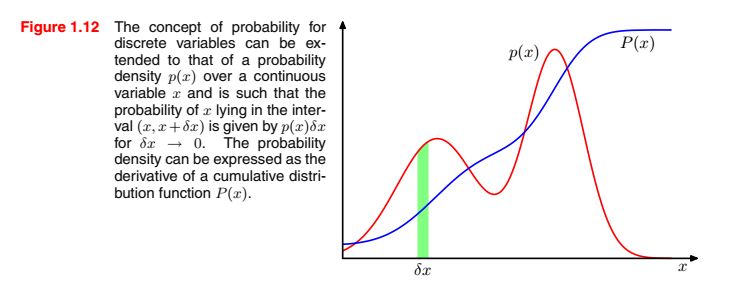 Figure 1.12 The concept of probability for
discrete variables can be ex-
tended to that of a probability
density p(x) over a continuous
variable x and is such that the
probability of x lying in the inter-
val (x, x + δx) is given by p(x)δx
for δx → 0. The probability
density can be expressed as the
derivative of a cumulative distri-
bution function P(x).
p(x)
P(x)
δx
x